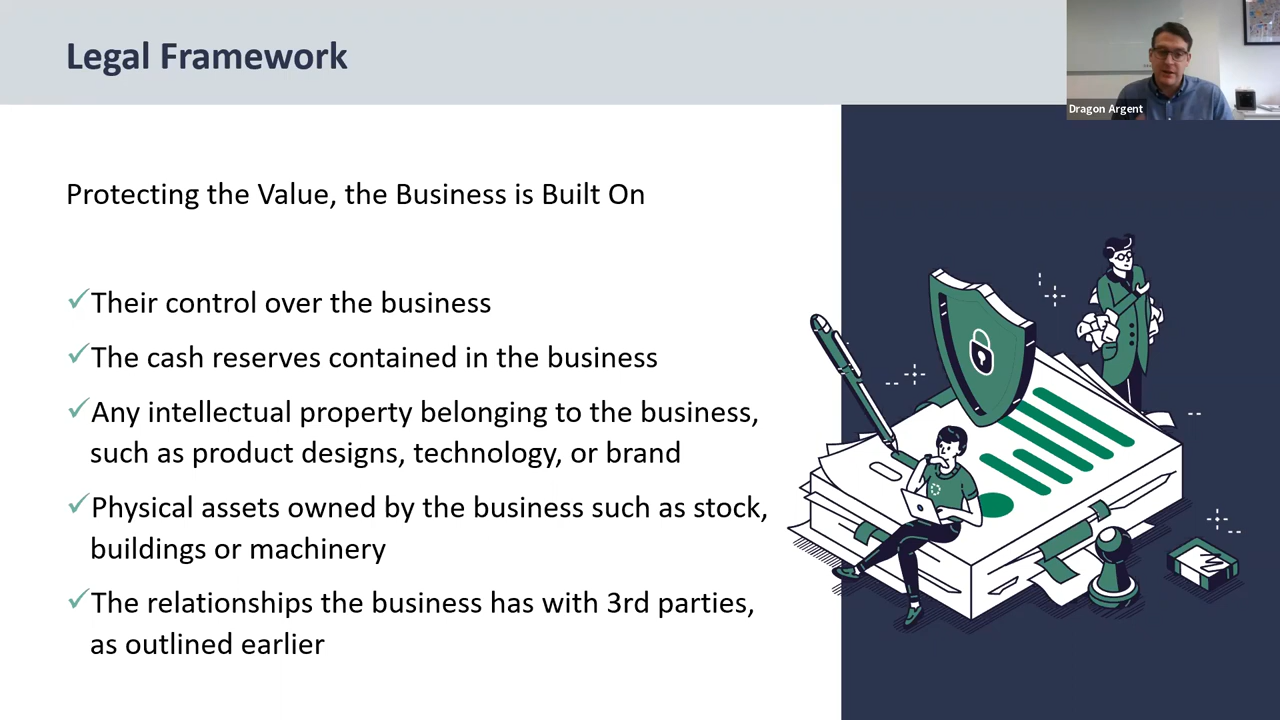 Legal Framework
Dragon Argent
Protecting the Value, the Business is Built On
Their control over the business
The cash reserves contained in the business
Any intellectual property belonging to the business,
such as product designs, technology, or brand
Physical assets owned by the business such as stock,
buildings or machinery
The relationships the business has with 3rd parties,
as outlined earlier